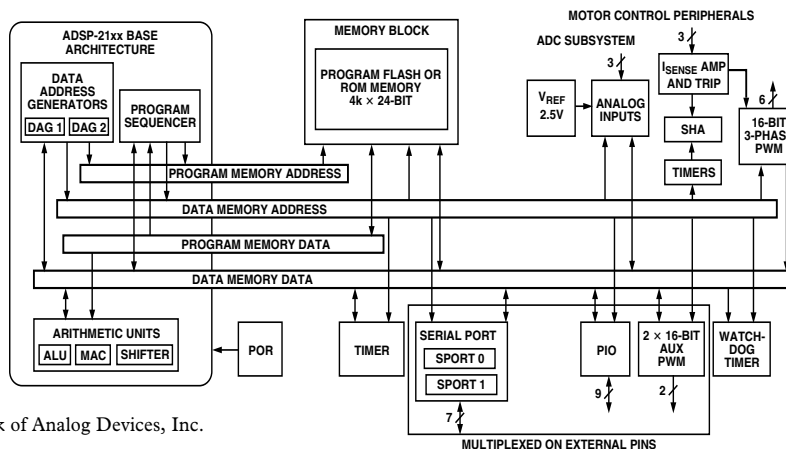 ADSP-21xx BASE
ARCHITECTURE
DATA
ADDRESS
GENERATORS
DAG 1 DAG 2
PROGRAM
SEQUENCER
MEMORY BLOCK
PROGRAM FLASH OR
ROM MEMORY
4k × 24-BIT
MOTOR CONTROL PERIPHERALS
ADC SUBSYSTEM
3
3
VREF
2.5V
ANALOG
INPUTS
ISENSE AMP
AND TRIP
SHA
TIMERS
6
16-BIT
3-PHASE
PWM
PROGRAM MEMORY ADDRESS
DATA MEMORY ADDRESS
PROGRAM MEMORY DATA
DATA MEMORY DATA
ARITHMETIC UNITS
ALU MAC SHIFTER
POR
TIMER
SERIAL PORT
SPORT 0
SPORT 1
7
PIO
9
2 × 16-BIT
AUX
PWM
2
WATCH-
DOG
TIMER
MULTIPLEXED ON EXTERNAL PINS
of Analog Devices, Inc.